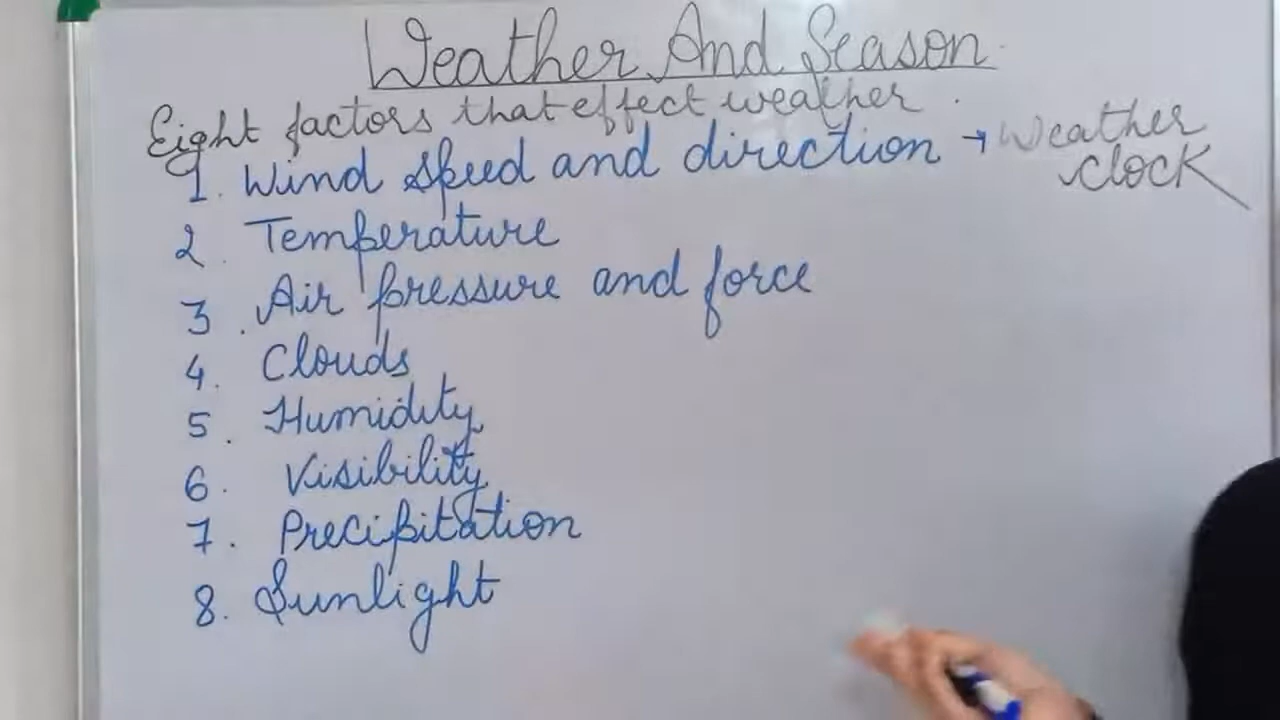 Weather And Season.
Eight factors that effect weather.
1. Wind speed and direction → Weather clock
2. Temperature
3. Air pressure and force
4. Clouds
5. Humidity
6. Visibility
7. Precipitation
8. Sunlight